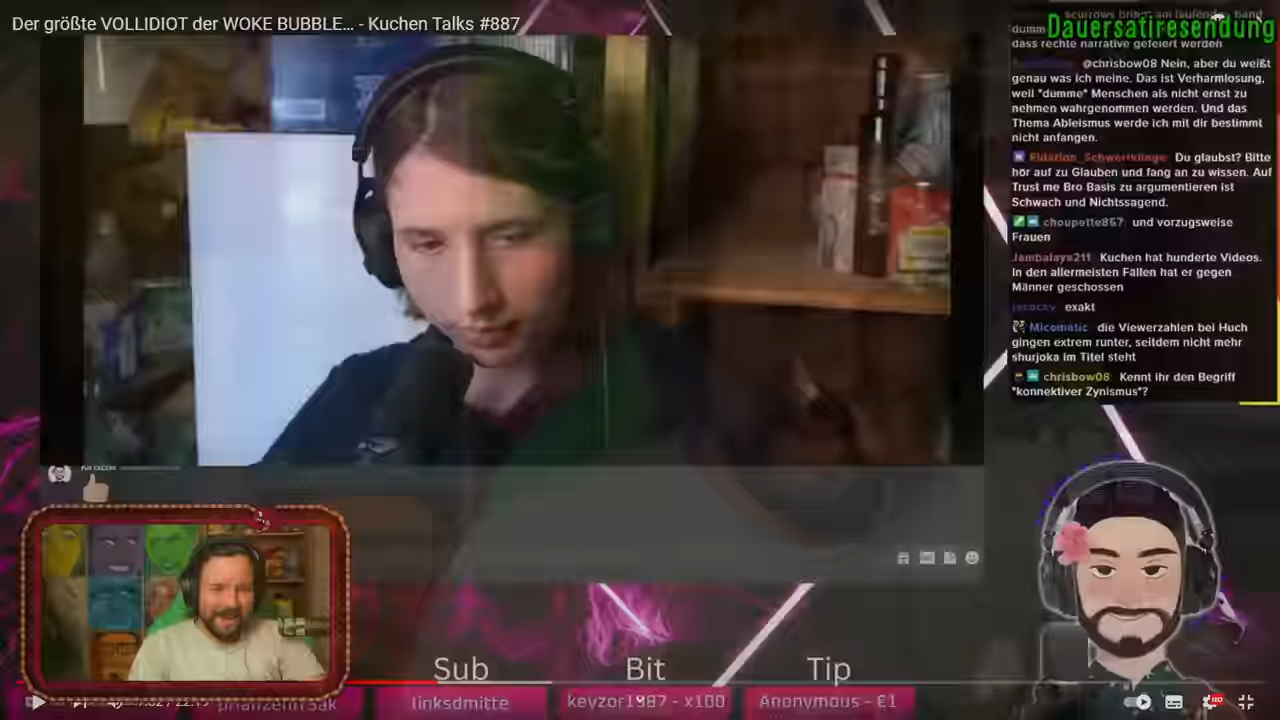 Der größte VOLLIDIOT der WOKE BUBBLE... - Kuchen Talks #887
Dauersatiresendung
dass rechte narrative gefeiert werden
@chrisbow08 Nein, aber du weißt
genau was ich meine. Das ist Verharmlosung,
weil *dumme* Menschen als nicht ernst zu
nehmen wahrgenommen werden. Und das
Thema Ableismus werde ich mit dir bestimmt
nicht anfangen.
Eularion_Schwertklinge: Du glaubst? Bitte
hör auf zu Glauben und fang an zu wissen. Auf
Trust me Bro Basis zu argumentieren ist
Schwach und Nichtssagend.
choupette857: und vorzugsweise
Frauen
Jambalaya211: Kuchen hat hunderte Videos.
In den allermeisten Fällen hat er gegen
Männer geschossen
exakt
Micomatic: die Viewerzahlen bei Huch
gingen extrem runter, seitdem nicht mehr
shurjoka im Titel steht
chrisbow08: Kennt ihr den Begriff
"konnektiver Zynismus"?
Sub
Bit
Tip
linksdmitte
keyzor1987 - x100
Anonymous - €1